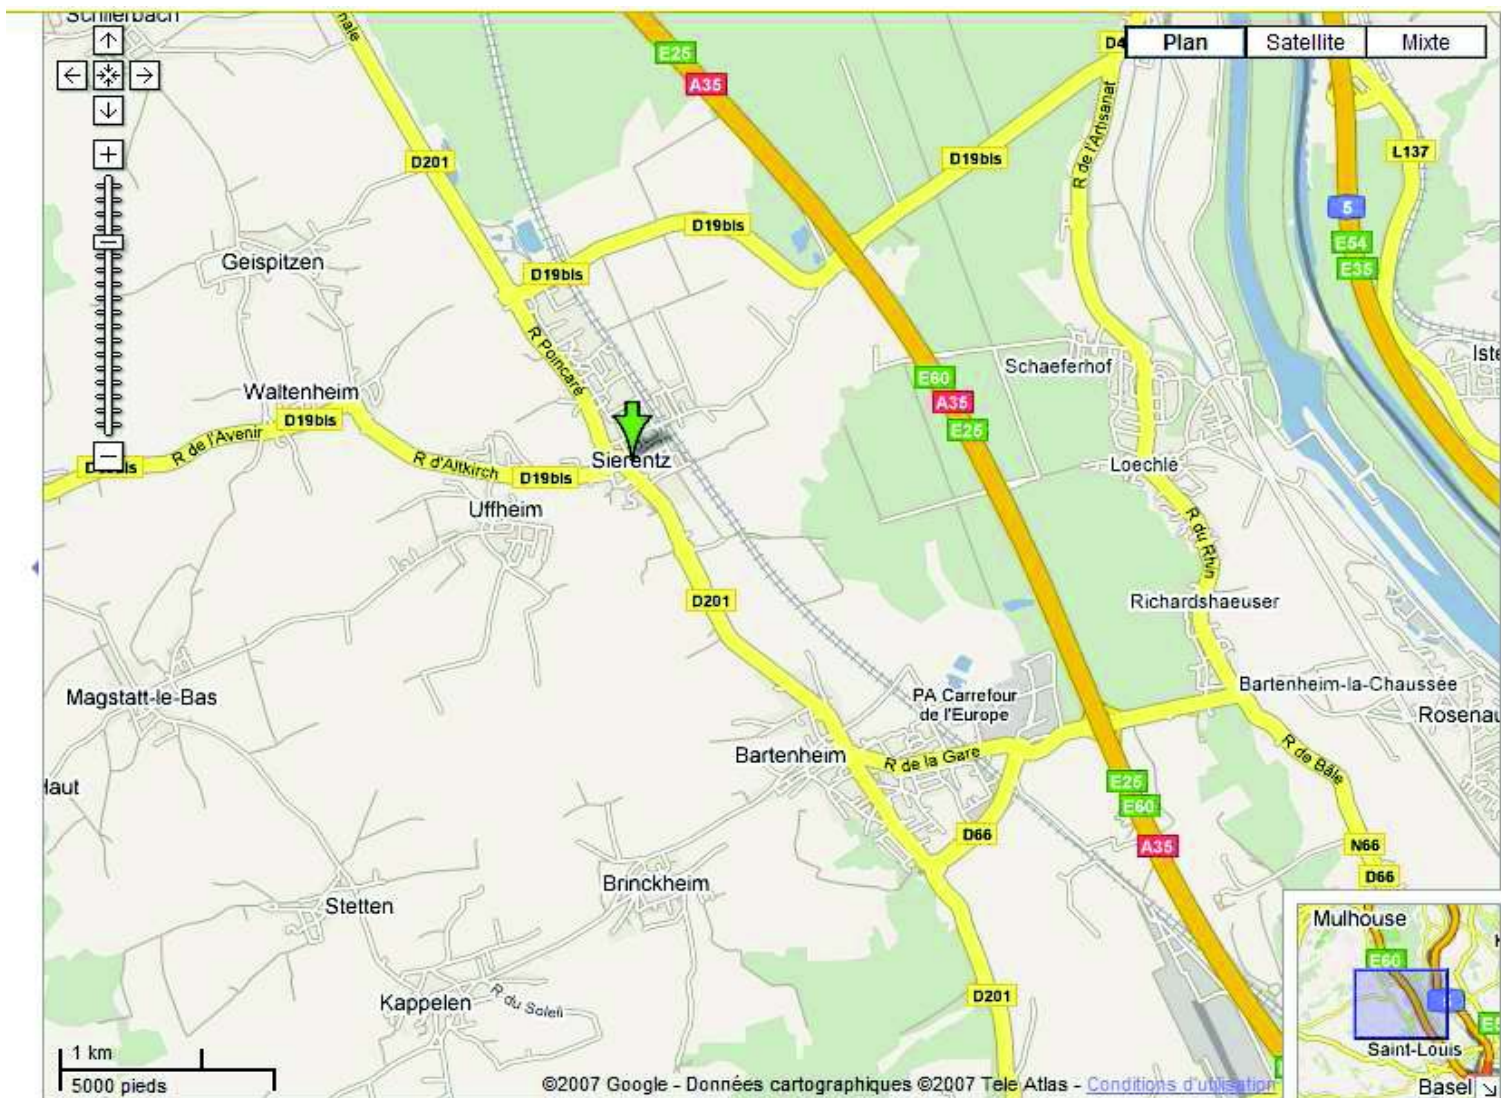 Schlierbach
Plan
Satellite
Mixte
E25
A35
D201
D19bis
R de l'Artisanat
L137
5
E54
E35
Geispitzen
D19bis
D19bis
R Poincaré
Waltenheim
D19bis
R de l'Avenir
R d'Altkirch
D19bis
Sierentz
Uffheim
E60
A35
E25
Schaeferhof
Loechle
R du Rhin
Richardshaeuser
D201
Magstatt-le-Bas
PA Carrefour
de l'Europe
Bartenheim-la-Chaussée
Bartenheim
R de la Gare
R de Bâle
E25
E60
A35
D66
N66
D66
Haut
Brinckheim
Stetten
Kappelen
R du Soleil
D201
Mulhouse
E60
Saint-Louis
Basel
1 km
5000 pieds
©2007 Google - Données cartographiques ©2007 Tele Atlas - Conditions d'utilisation